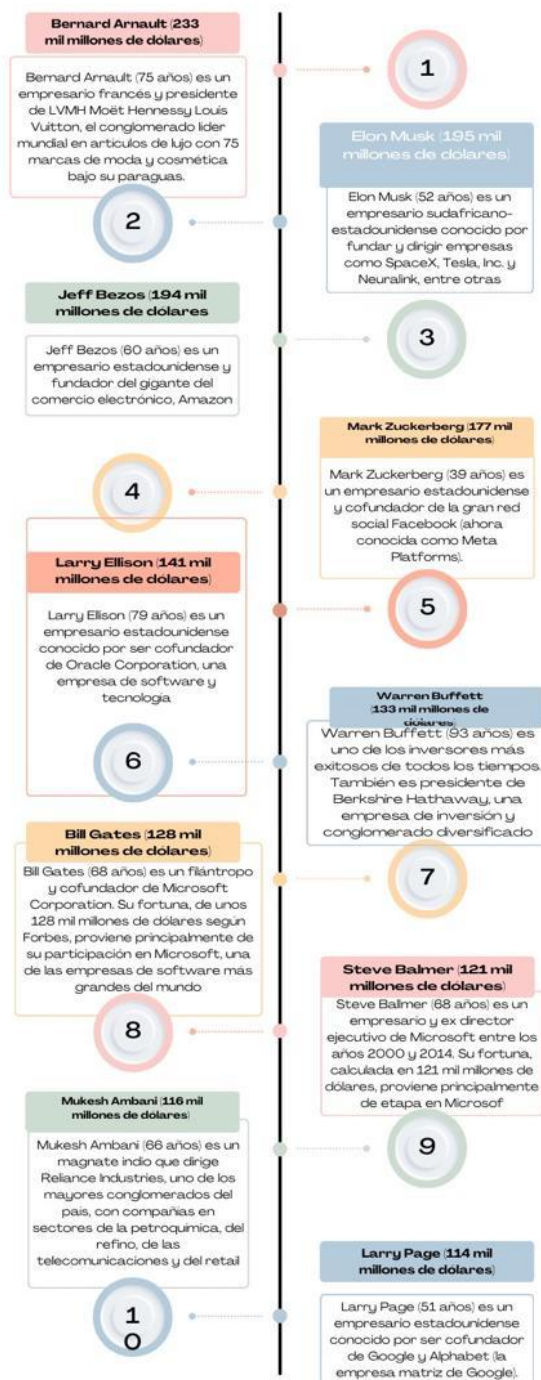 Bernard Arnault (233
mil millones de dólares)
1
Bernard Arnault (75 años) es un
empresario francés y presidente
de LVMH Moët Hennessy Louis
Vuitton, el conglomerado lider
mundial en articulos de lujo con 75
marcas de moda y cosmética
bajo su paraguas.
2
Elon Musk (195 mil
millones de dólares)
Elon Musk (52 años) es un
empresario sudafricano-
estadounidense conocido por
fundar y dirigir empresas
como SpaceX, Tesla, Inc. y
Neuralink, entre otras
Jeff Bezos (194 mil
millones de dólares
3
Jeff Bezos (60 años) es un
empresario estadounidense y
fundador del gigante del
comercio electrónico, Amazon
4
Mark Zuckerberg (177 mil
millones de dólares)
Mark Zuckerberg (39 años) es
un empresario estadounidense
y cofundador de la gran red
social Facebook (ahora
conocida como Meta
Platforms).
Larry Ellison (141 mil
millones de dólares)
5
Larry Ellison (79 años) es un
empresario estadounidense
conocido por ser cofundador
de Oracle Corporation, una
empresa de software y
tecnologia
6
Warren Buffett
(133 mil millones de
dólares)
Warren Buffett (93 años) es
uno de los inversores más
exitosos de todos los tiempos.
También es presidente de
Berkshire Hathaway, una
empresa de inversión y
conglomerado diversificado
Bill Gates (128 mil
millones de dólares)
7
Bill Gates (68 años) es un filántropo
y cofundador de Microsoft
Corporation. Su fortuna, de unos
128 mil millones de dólares según
Forbes, proviene principalmente de
su participación en Microsoft, una
de las empresas de software más
grandes del mundo
8
Steve Balmer (121 mil
millones de dólares)
Steve Ballmer (68 años) es un
empresario y ex director
ejecutivo de Microsoft entre los
años 2000 y 2014. Su fortuna,
calculada en 121 mil millones de
dólares, proviene principalmente
de etapa en Microsof
Mukesh Ambani (116 mil
millones de dólares)
9
Mukesh Ambani (66 años) es un
magnate indio que dirige
Reliance Industries, uno de los
mayores conglomerados del
pais, con compañias en
sectores de la petroquimica, del
refino, de las
telecomunicaciones y del retail
1
0
Larry Page (114 mil
millones de dólares)
Larry Page (51 años) es un
empresario estadounidense
conocido por ser cofundador
de Google y Alphabet (la
empresa matriz de Google).